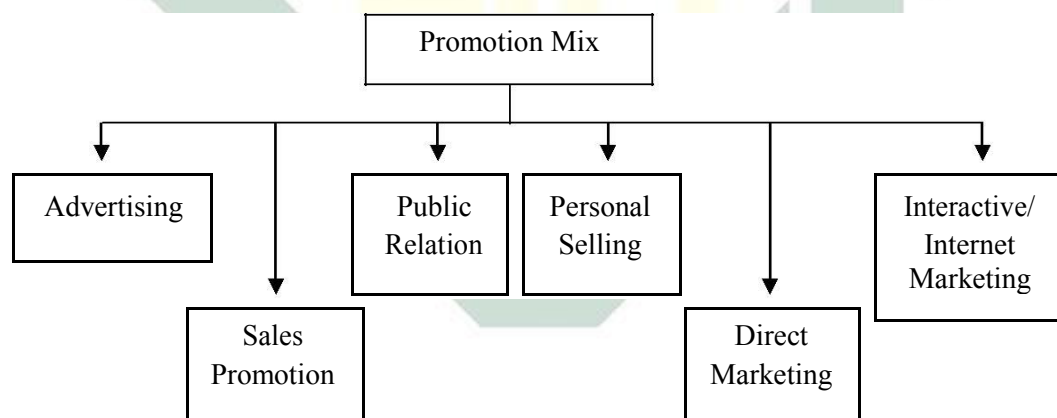 Promotion Mix
Advertising
Sales
Promotion
Public
Relation
Personal
Selling
Direct
Marketing
Interactive/
Internet
Marketing